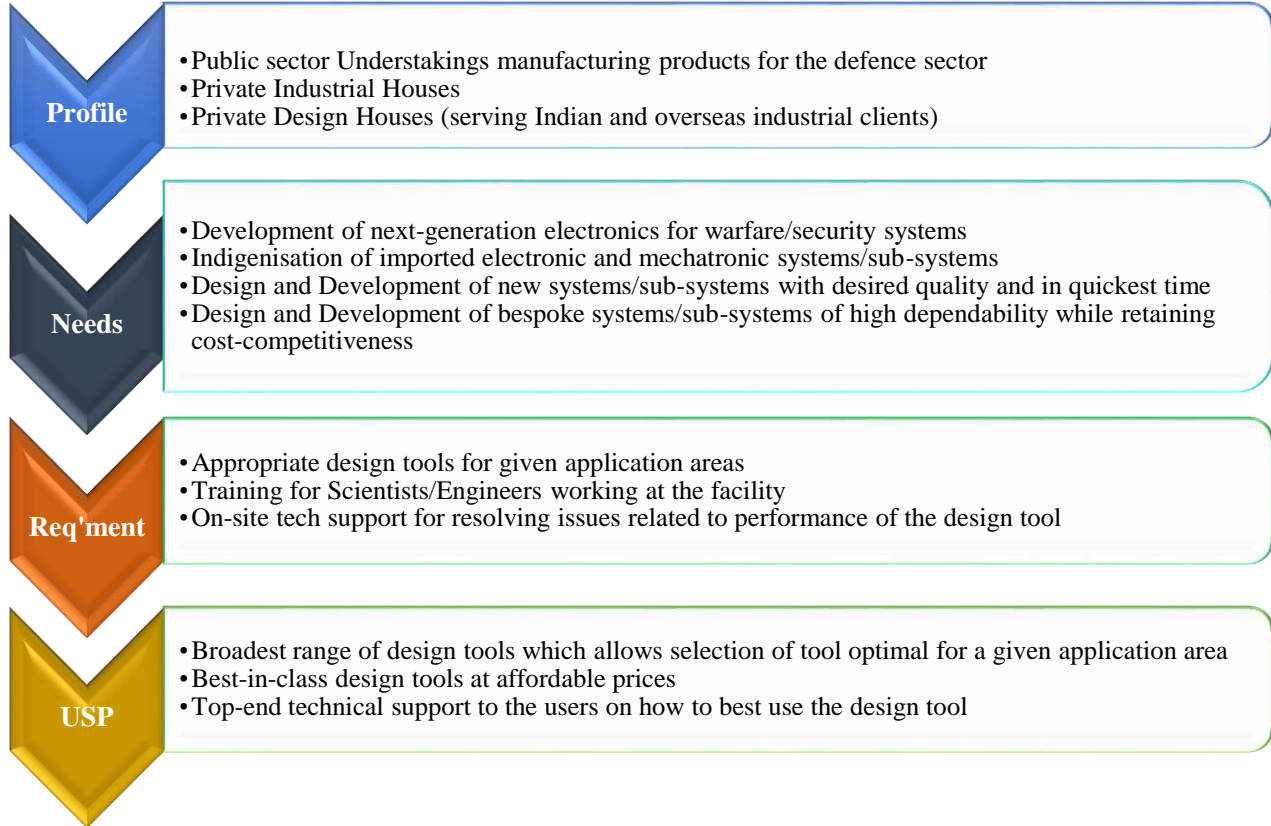 Profile
•Public sector Understakings manufacturing products for the defence sector
•Private Industrial Houses
•Private Design Houses (serving Indian and overseas industrial clients)
Needs
•Development of next-generation electronics for warfare/security systems
•Indigenisation of imported electronic and mechatronic systems/sub-systems
•Design and Development of new systems/sub-systems with desired quality and in quickest time
•Design and Development of bespoke systems/sub-systems of high dependability while retaining
cost-competitiveness
Req'ment
•Appropriate design tools for given application areas
•Training for Scientists/Engineers working at the facility
•On-site tech support for resolving issues related to performance of the design tool
USP
•Broadest range of design tools which allows selection of tool optimal for a given application area
•Best-in-class design tools at affordable prices
•Top-end technical support to the users on how to best use the design tool